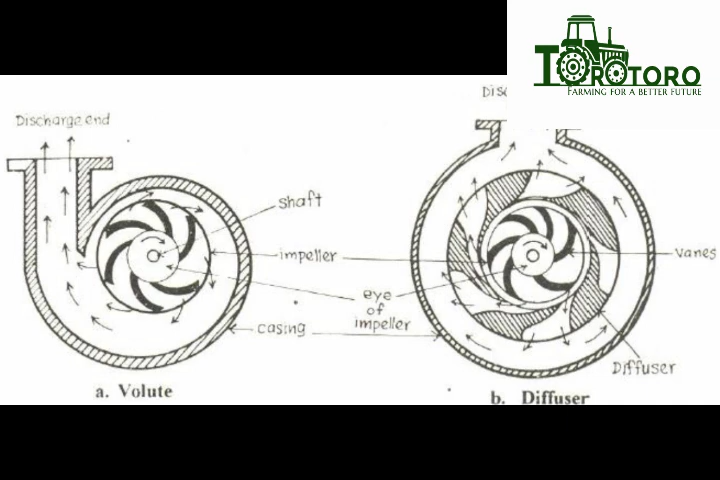 TOROTORO
FARMING FOR A BETTER FUTURE
Discharge end
shaft
impeller
eye
of
impeller
casing
vanes
Diffuser
a. Volute
b. Diffuser